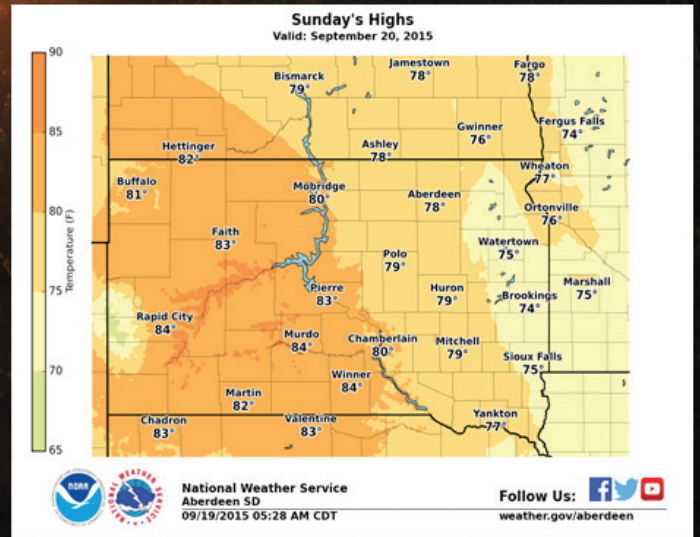 Sunday's Highs
Valid: September 20, 2015
90
85
80
75
70
65
Temperature (F)
Bismarck
79°
Jamestown
78°
Fargo
78°
Hettinger
82°
Ashley
78°
Gwinner
76°
Fergus Falls
74°
Wheaton
77°
Buffalo
81°
Mobridge
80°
Aberdeen
78°
Ortonville
76°
Faith
83°
Polo
79°
Watertown
75°
Pierre
83°
Huron
79°
Brookings
74°
Marshall
75°
Rapid City
84°
Murdo
84°
Chamberlain
80°
Mitchell
79°
Sioux Falls
75°
Winner
84°
Martin
82°
Chadron
83°
Valentine
83°
Yankton
77°
NOAA
NATIONAL WEATHER SERVICE
National Weather Service
Aberdeen SD
09/19/2015 05:28 AM CDT
Follow Us:
weather.gov/aberdeen